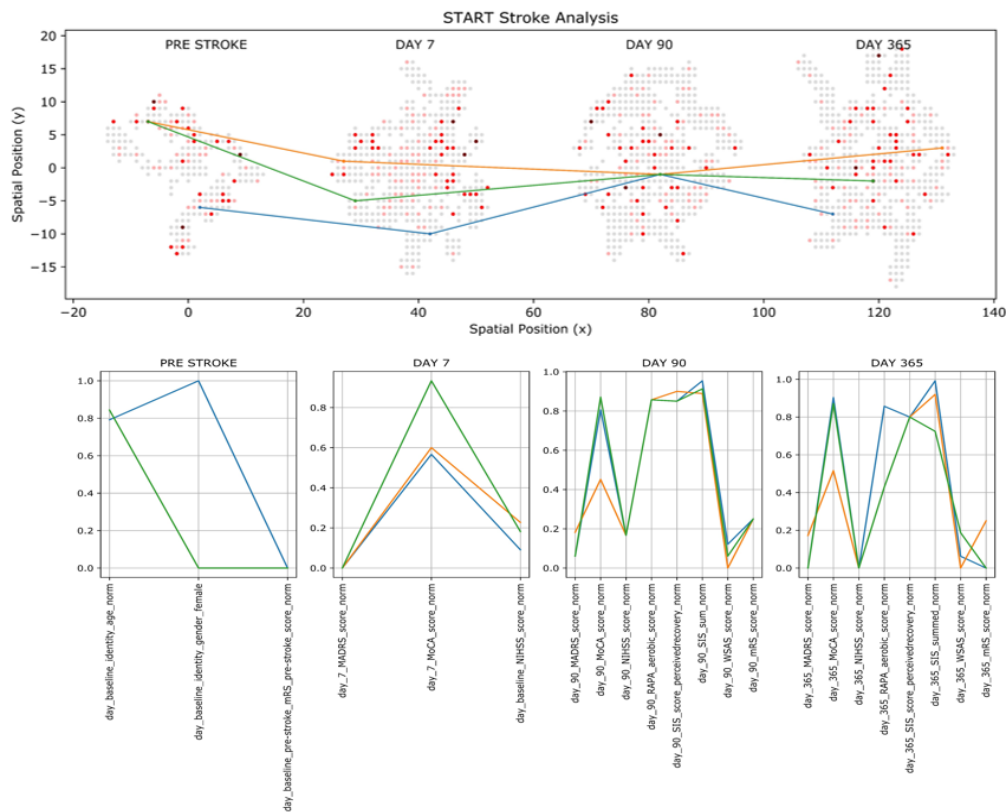 START Stroke Analysis
PRE STROKE
DAY 7
DAY 90
DAY 365
20
15
10
5
0
−5
−10
−15
Spatial Position (y)
−20
0
20
40
60
80
100
120
140
Spatial Position (x)
PRE STROKE
1.0
0.8
0.6
0.4
0.2
0.0
day_baseline_identity_age_norm
day_baseline_identity_gender_female
day_baseline_pre-stroke_mRS_pre-stroke_score_norm
DAY 7
0.8
0.6
0.4
0.2
0.0
day_7_MADRS_score_norm
day_7_MoCA_score_norm
day_baseline_NIHSS_score_norm
DAY 90
1.0
0.8
0.6
0.4
0.2
0.0
day_90_MADRS_score_norm
day_90_MoCA_score_norm
day_90_NIHSS_score_norm
day_90_RAPA_aerobic_score_norm
day_90_SIS_score_perceivedrecovery_norm
day_90_SIS_sum_norm
day_90_WSAS_score_norm
day_90_mRS_score_norm
DAY 365
1.0
0.8
0.6
0.4
0.2
0.0
day_365_MADRS_score_norm
day_365_MoCA_score_norm
day_365_NIHSS_score_norm
day_365_RAPA_aerobic_score_norm
day_365_SIS_score_perceivedrecovery_norm
day_365_SIS_summed_norm
day_365_WSAS_score_norm
day_365_mRS_score_norm